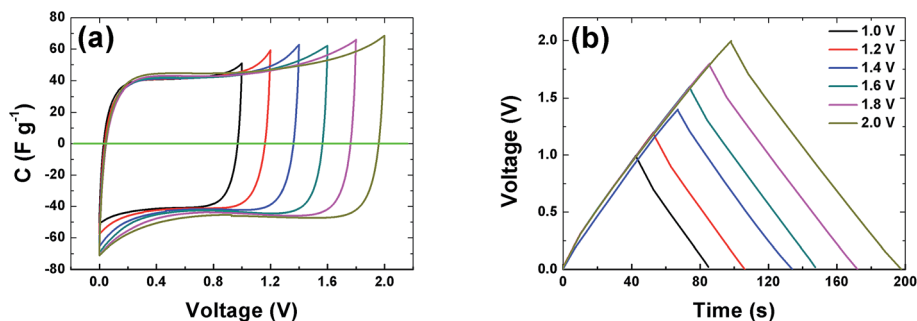 (a)
C (F g⁻¹)
80
60
40
20
0
-20
-40
-60
-80
0.0 0.4 0.8 1.2 1.6 2.0
Voltage (V)
(b)
Voltage (V)
2.0
1.5
1.0
0.5
0.0
0 40 80 120 160 200
Time (s)
1.0 V
1.2 V
1.4 V
1.6 V
1.8 V
2.0 V